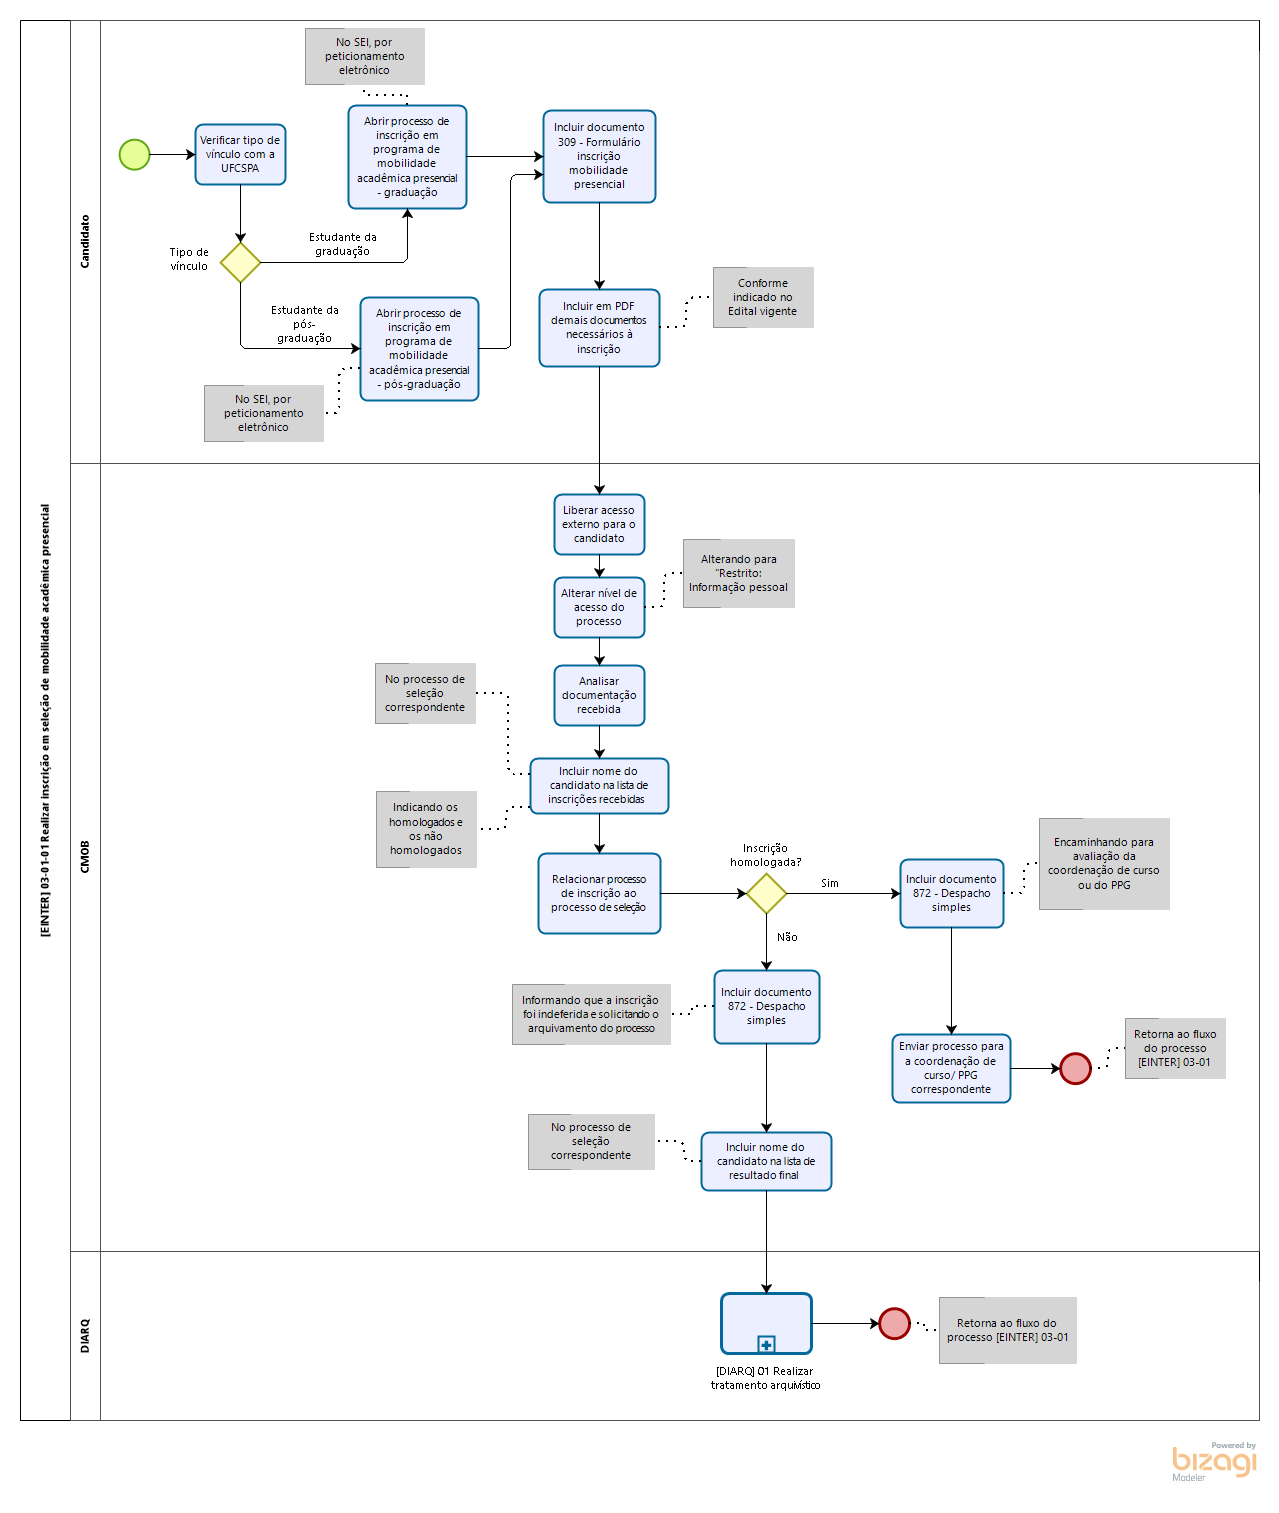 [EINTER] 03-01-01 Realizar inscrição em seleção de mobilidade acadêmica presencial
Candidato
No SEI, por
peticionamento
eletrônico
Verificar tipo de
vínculo com a
UFCSPA
Abrir processo de
inscrição em
programa de
mobilidade
acadêmica presencial
- graduação
Incluir documento
309 - Formulário
inscrição
mobilidade
presencial
Tipo de
vínculo
Estudante da
graduação
Estudante da
pós-
graduação
Abrir processo de
inscrição em
programa de
mobilidade
acadêmica presencial
- pós-graduação
No SEI, por
peticionamento
eletrônico
Incluir em PDF
demais documentos
necessários à
inscrição
Conforme
indicado no
Edital vigente
CMOB
Liberar acesso
externo para o
candidato
Alterar nível de
acesso do
processo
Alterando para
"Restrito:
Informação pessoal
Analisar
documentação
recebida
No processo de
seleção
correspondente
Incluir nome do
candidato na lista de
inscrições recebidas
Indicando os
homologados e
os não
homologados
Relacionar processo
de inscrição ao
processo de seleção
Inscrição
homologada?
Sim
Não
Incluir documento
872 - Despacho
simples
Encaminhando para
avaliação da
coordenação de curso
ou do PPG
Incluir documento
872 - Despacho
simples
Informando que a inscrição
foi indeferida e solicitando o
arquivamento do processo
Enviar processo para
a coordenação de
curso/ PPG
correspondente
Retorna ao fluxo
do processo
[EINTER] 03-01
No processo de
seleção
correspondente
Incluir nome do
candidato na lista de
resultado final
DIARQ
[DIARQ] 01 Realizar
tratamento arquivístico
Retorna ao fluxo do
processo [EINTER] 03-01
Powered by
bizagi
Modeler